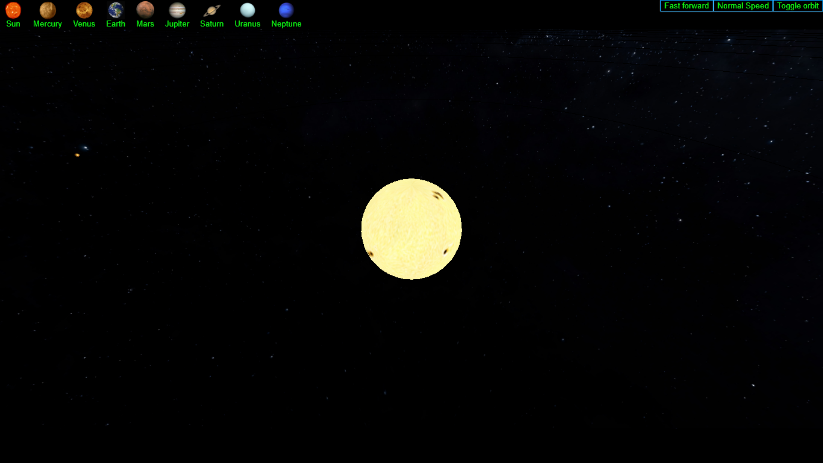 Sun Mercury Venus Earth Mars Jupiter Saturn Uranus Neptune
Fast forward Normal Speed Toggle orbit